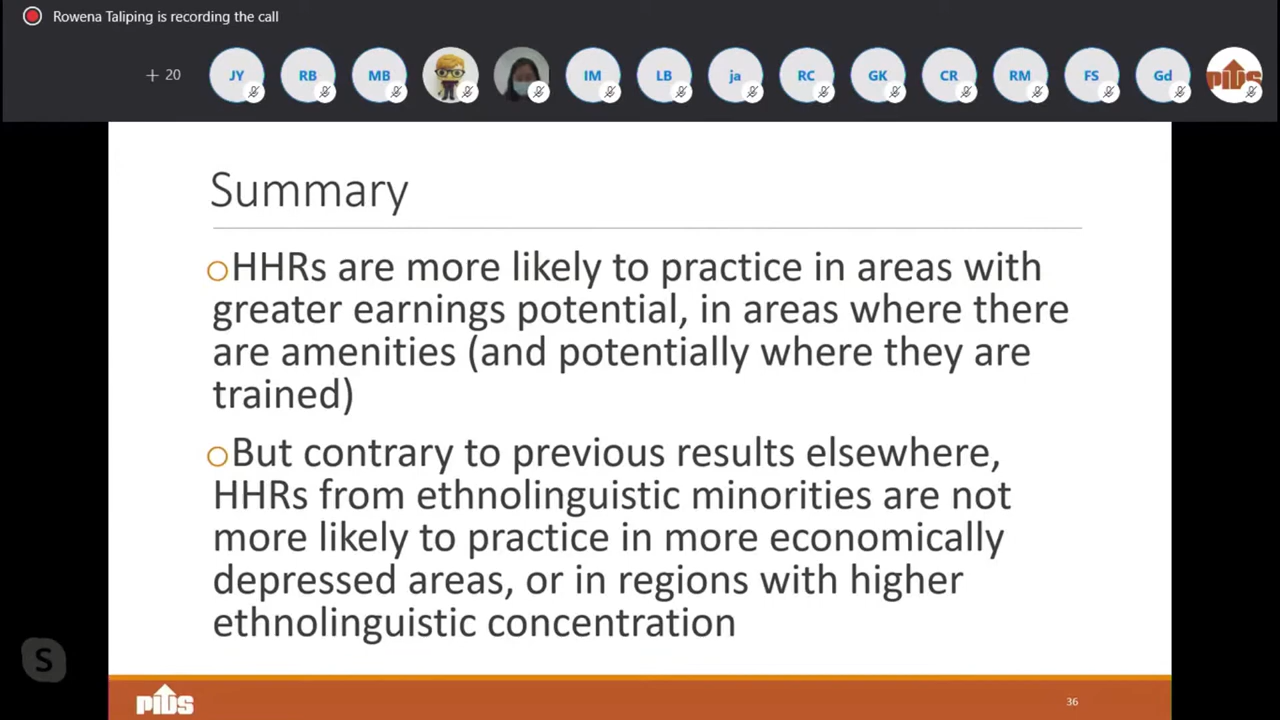 Rowena Taliping is recording the call
+ 20
JY
RB
MB
IM
LB
ja
RC
GK
CR
RM
FS
Gd
PIDS
Summary
HHRs are more likely to practice in areas with
greater earnings potential, in areas where there
are amenities (and potentially where they are
trained)
But contrary to previous results elsewhere,
HHRs from ethnolinguistic minorities are not
more likely to practice in more economically
depressed areas, or in regions with higher
ethnolinguistic concentration
S
PIDS
36